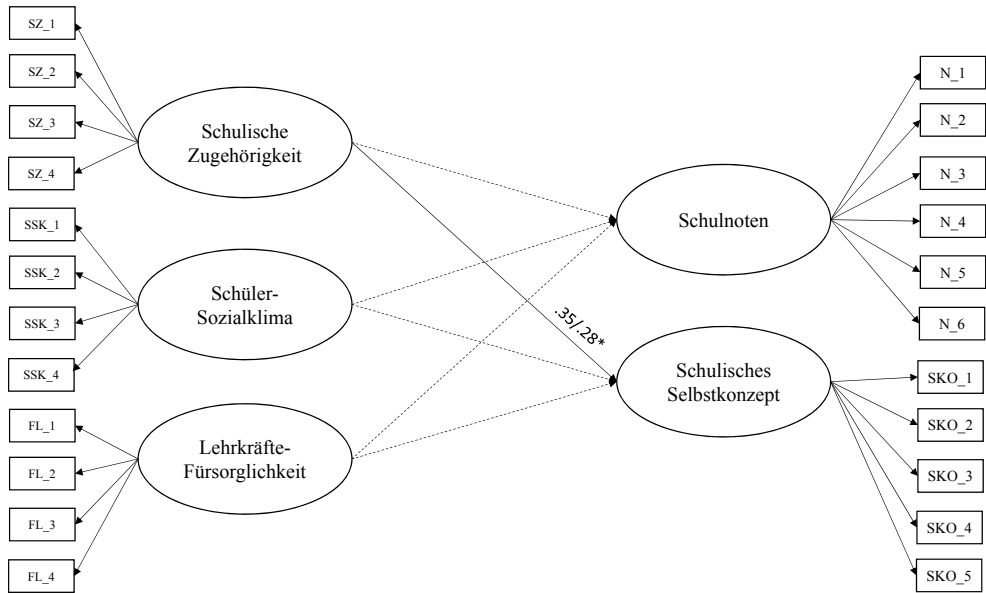 SZ_1
SZ_2
SZ_3
SZ_4
SSK_1
SSK_2
SSK_3
SSK_4
FL_1
FL_2
FL_3
FL_4
Schulische
Zugehörigkeit
Schüler-
Sozialklima
Lehrkräfte-
Fürsorglichkeit
.35/.28*
Schulnoten
Schulisches
Selbstkonzept
N_1
N_2
N_3
N_4
N_5
N_6
SKO_1
SKO_2
SKO_3
SKO_4
SKO_5